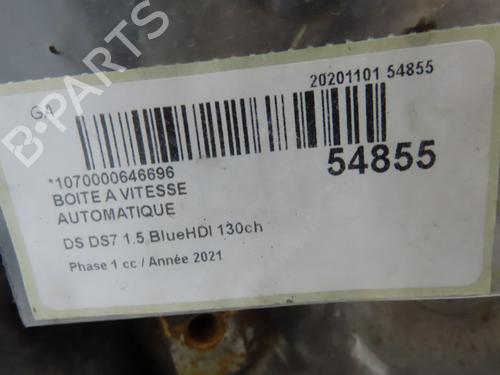 GA
20201101 54855
*1070000646696
54855
BOITE A VITESSE
AUTOMATIQUE
DS DS7 1.5 BlueHDI 130ch
Phase 1 cc / Année 2021